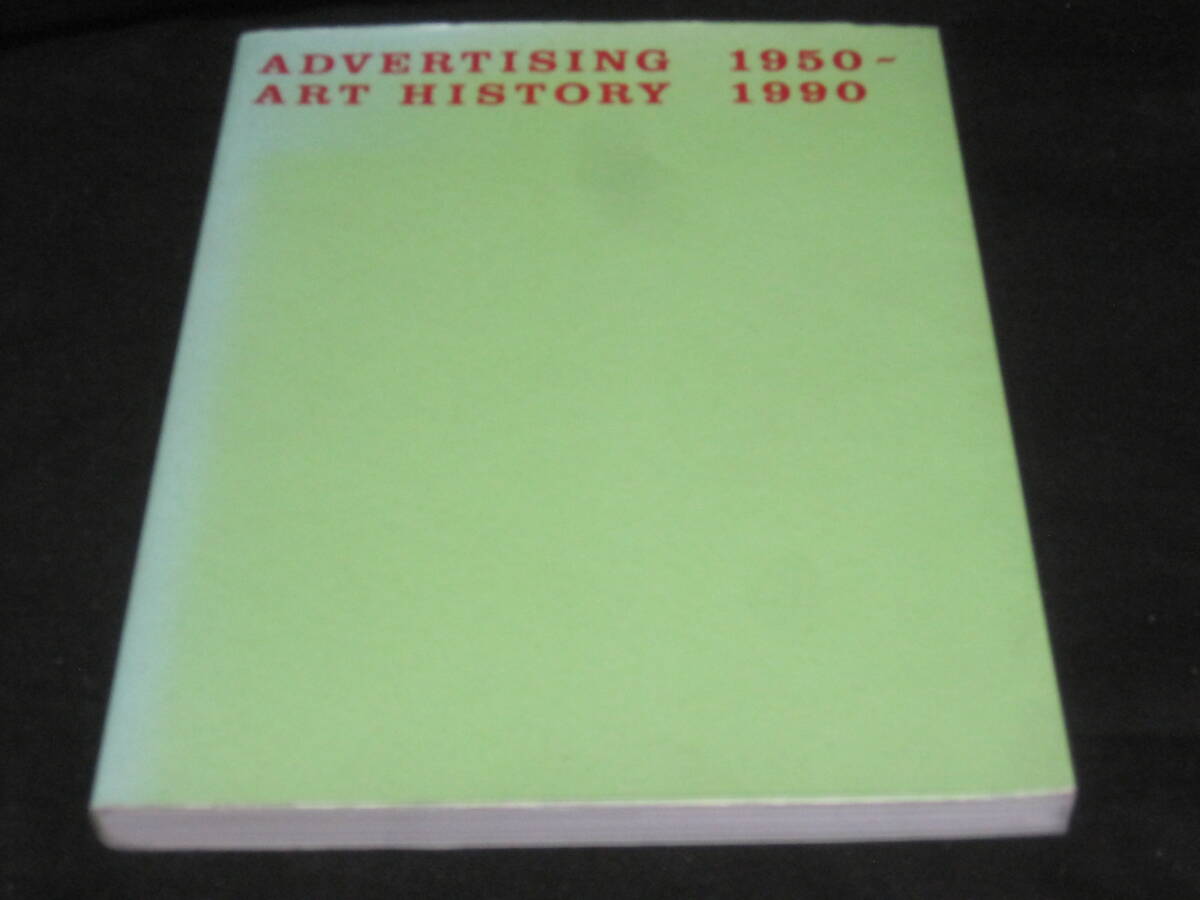 ADVERTISING 1950~
ART HISTORY 1990